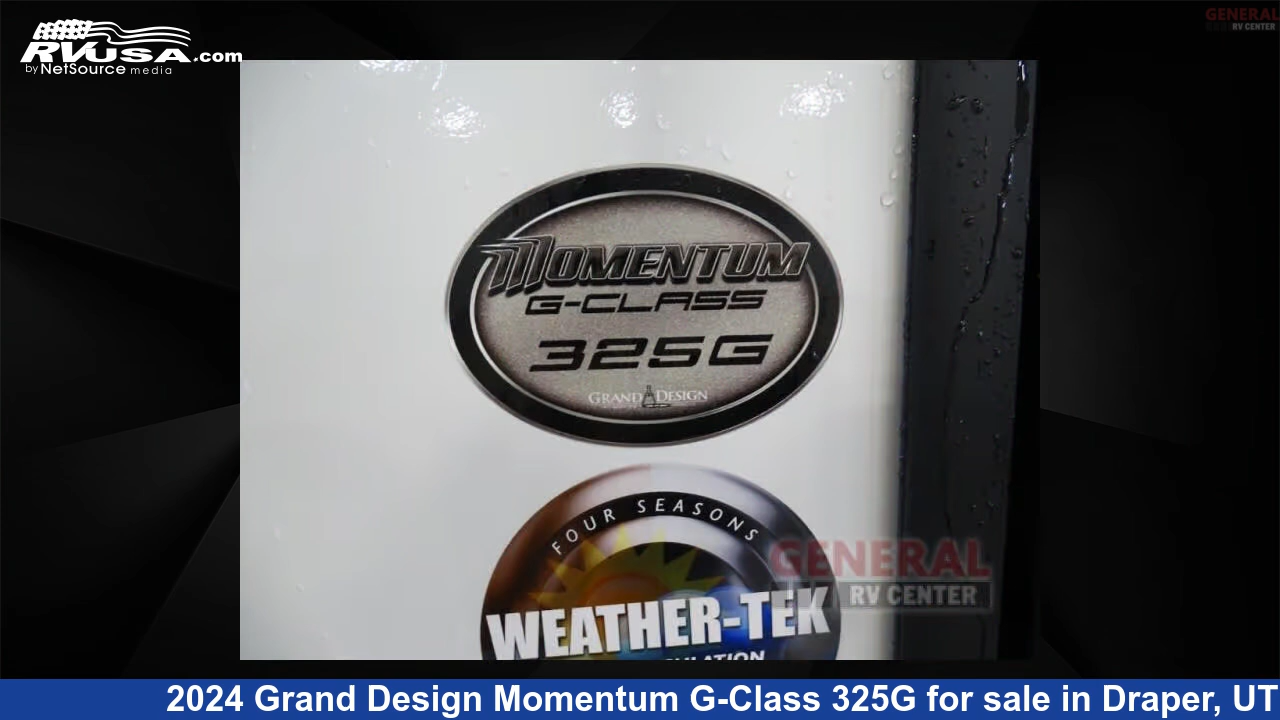 RVUSA.com
by NetSource media
GENERAL
RV CENTER
MOMENTUM
G-CLASS
325G
GRAND DESIGN
FOUR SEASONS
WEATHER-TEK
GENERAL
RV CENTER
2024 Grand Design Momentum G-Class 325G for sale in Draper, UT